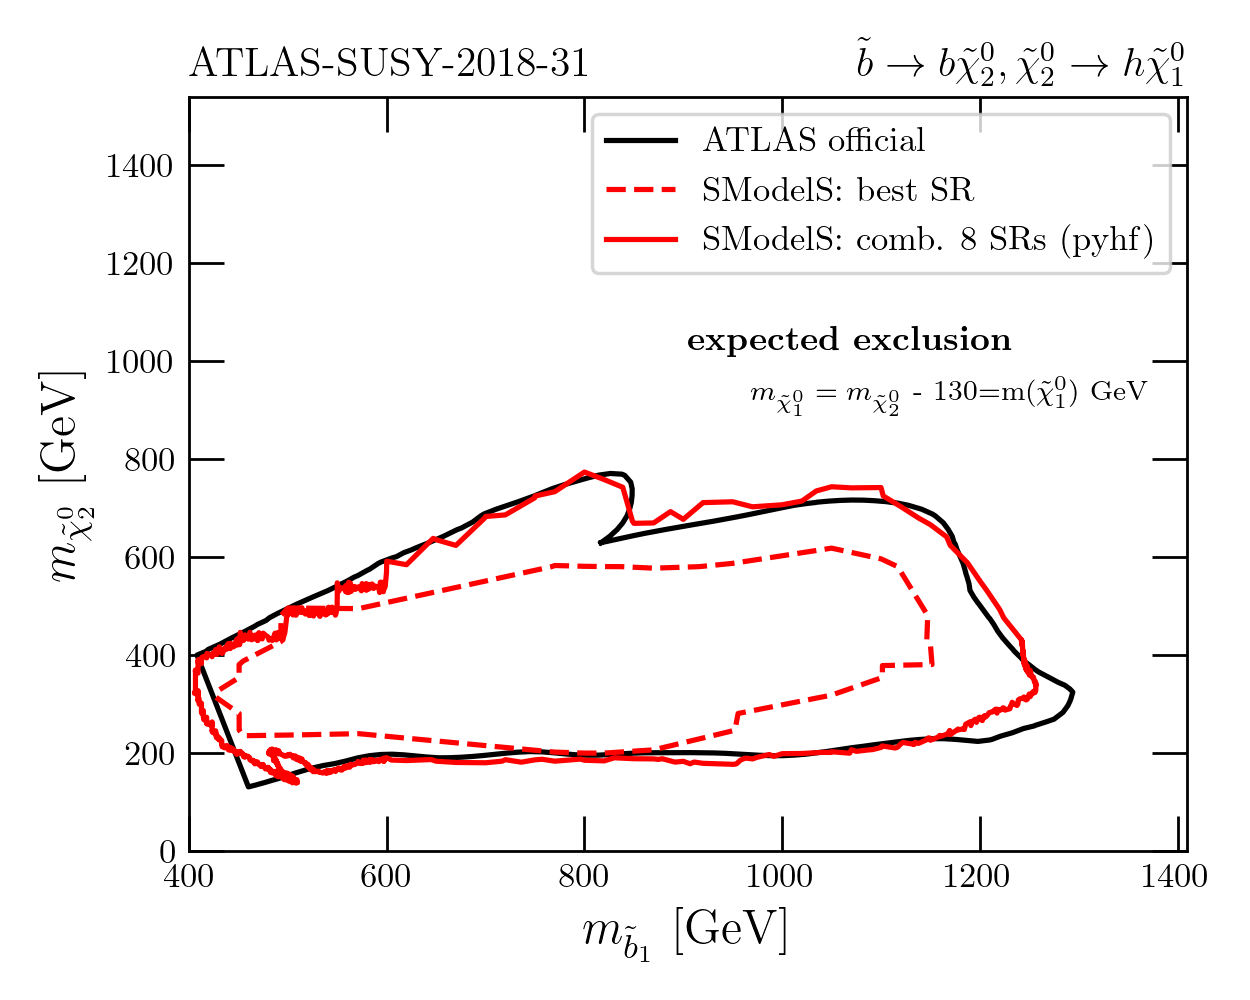 ATLAS-SUSY-2018-31
b̃ → bχ̃⁰₂, χ̃⁰₂ → hχ̃⁰₁
ATLAS official
SModelS: best SR
SModelS: comb. 8 SRs (pyhf)
expected exclusion
m_χ̃⁰₁ = m_χ̃⁰₂ - 130=m(χ̃⁰₁) GeV
m_χ̃⁰₂ [GeV]
1400
1200
1000
800
600
400
200
0
400 600 800 1000 1200 1400
m_b̃₁ [GeV]